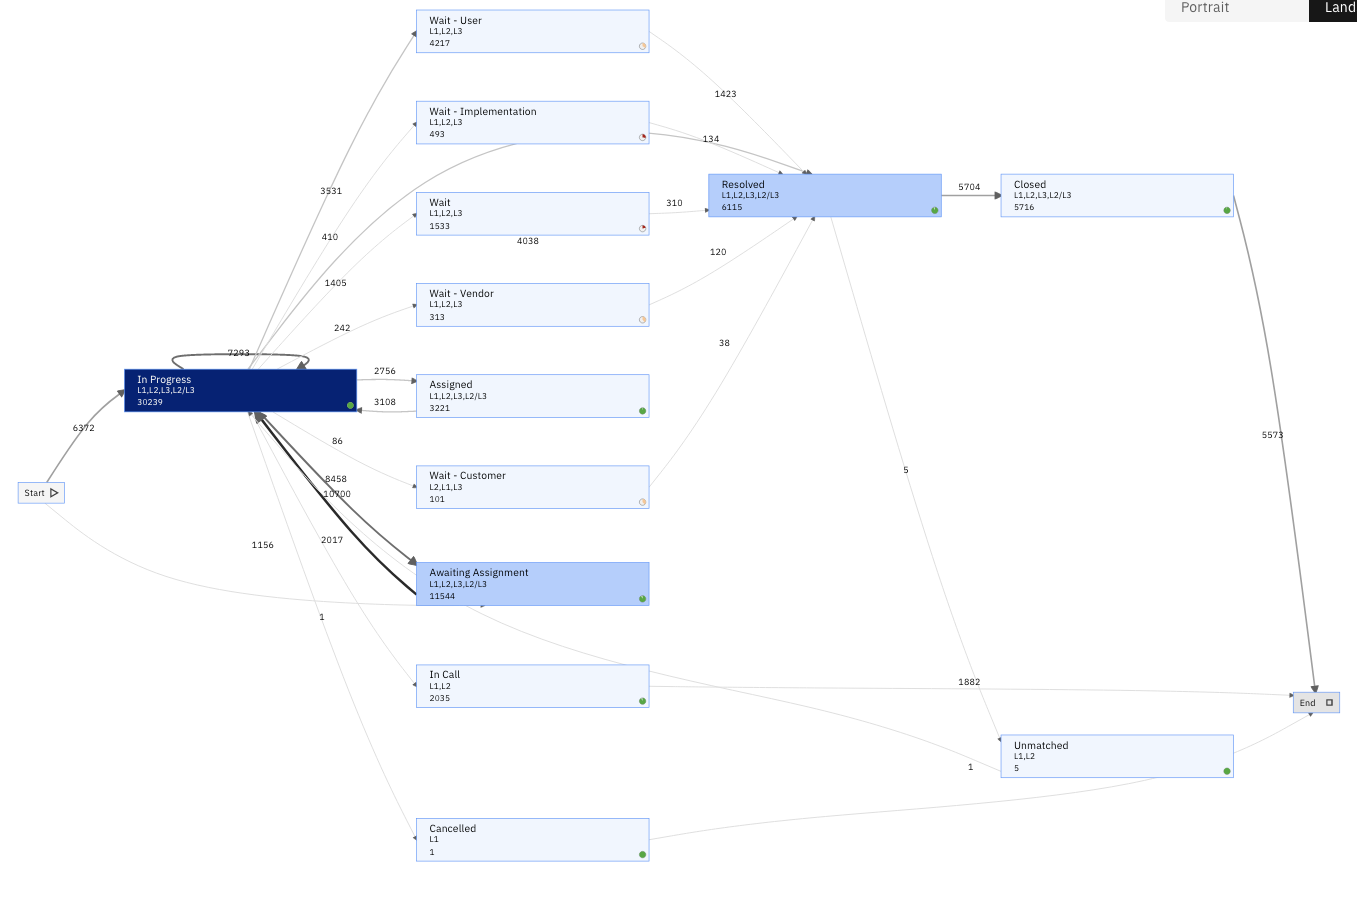 Portrait
Land
Wait - User
L1,L2,L3
4217
1423
Wait - Implementation
L1,L2,L3
493
134
Resolved
L1,L2,L3,L2/L3
6115
5704
Closed
L1,L2,L3,L2/L3
5716
3531
410
Wait
L1,L2,L3
1533
310
4038
120
1405
Wait - Vendor
L1,L2,L3
313
242
38
7293
In Progress
L1,L2,L3,L2/L3
30239
2756
3108
Assigned
L1,L2,L3,L2/L3
3221
6372
86
5573
Wait - Customer
L2,L1,L3
101
8458
10700
5
Start
1156
2017
Awaiting Assignment
L1,L2,L3,L2/L3
11544
1
In Call
L1,L2
2035
1882
End
Unmatched
L1,L2
5
1
Cancelled
L1
1